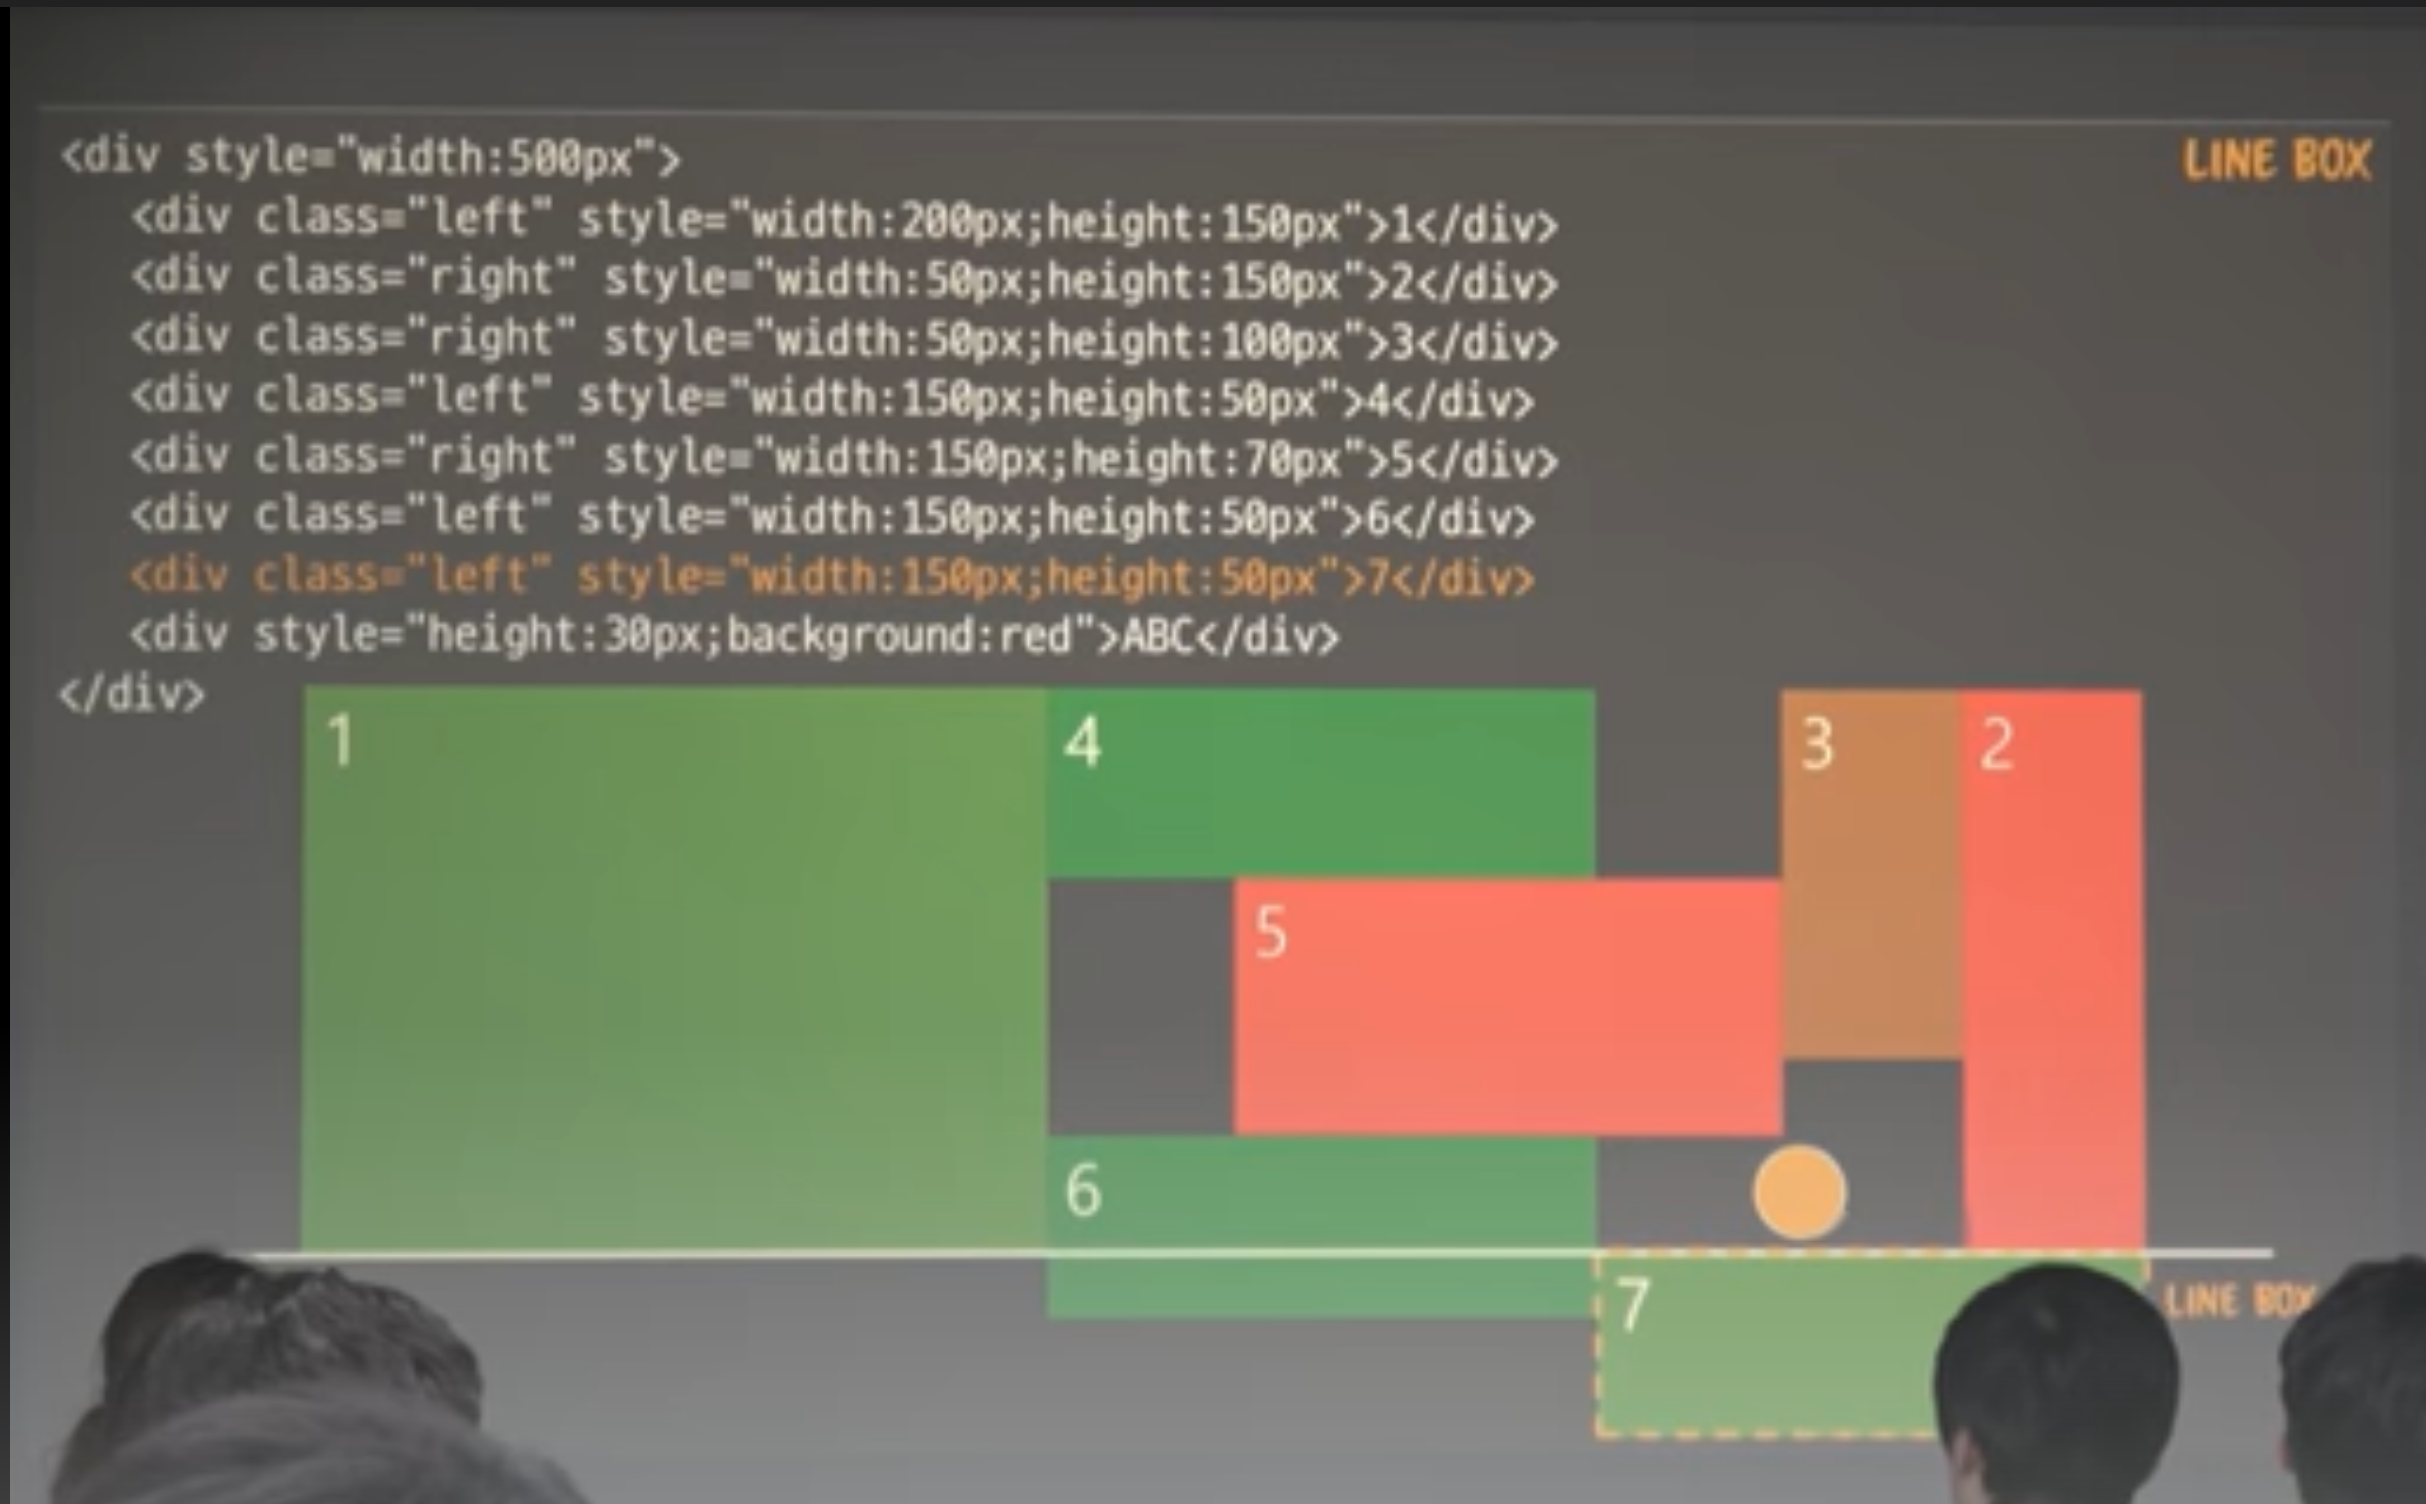 <div style="width:500px">
LINE BOX
<div class="left" style="width:200px;height:150px">1</div>
<div class="right" style="width:50px;height:150px">2</div>
<div class="right" style="width:50px;height:100px">3</div>
<div class="left" style="width:150px;height:50px">4</div>
<div class="right" style="width:150px;height:70px">5</div>
<div class="left" style="width:150px;height:50px">6</div>
<div class="left" style="width:150px;height:50px">7</div>
<div style="height:30px;background:red">ABC</div>
</div>
1
4
3
2
5
6
7
LINE BOX